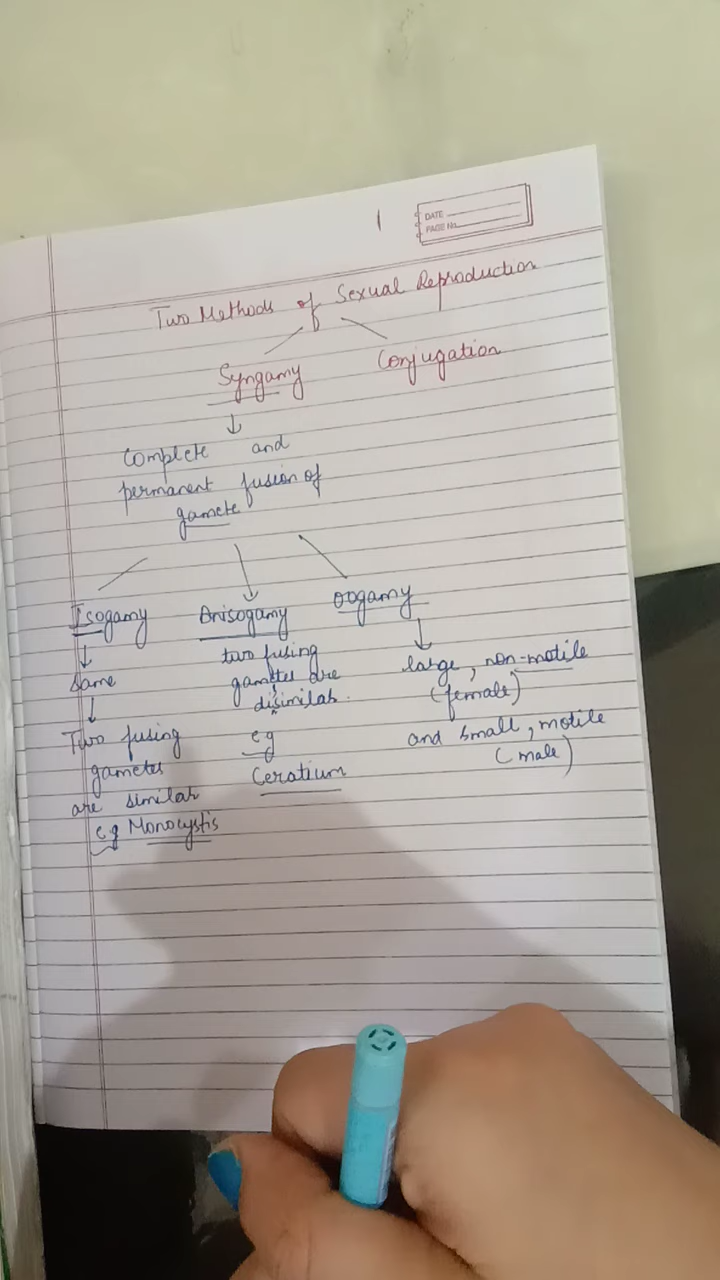 1
DATE
PAGE No.
Two Methods of Sexual Reproduction
Syngamy
Conjugation
Complete and
permanent fusion of
gamete
Isogamy
Same
Two fusing
gametes
are similar
eg Monocystis
Anisogamy
two fusing
gametes are
disimilar.
eg
Ceratium
oogamy
large, non-motile
(female)
and small, motile
(male)